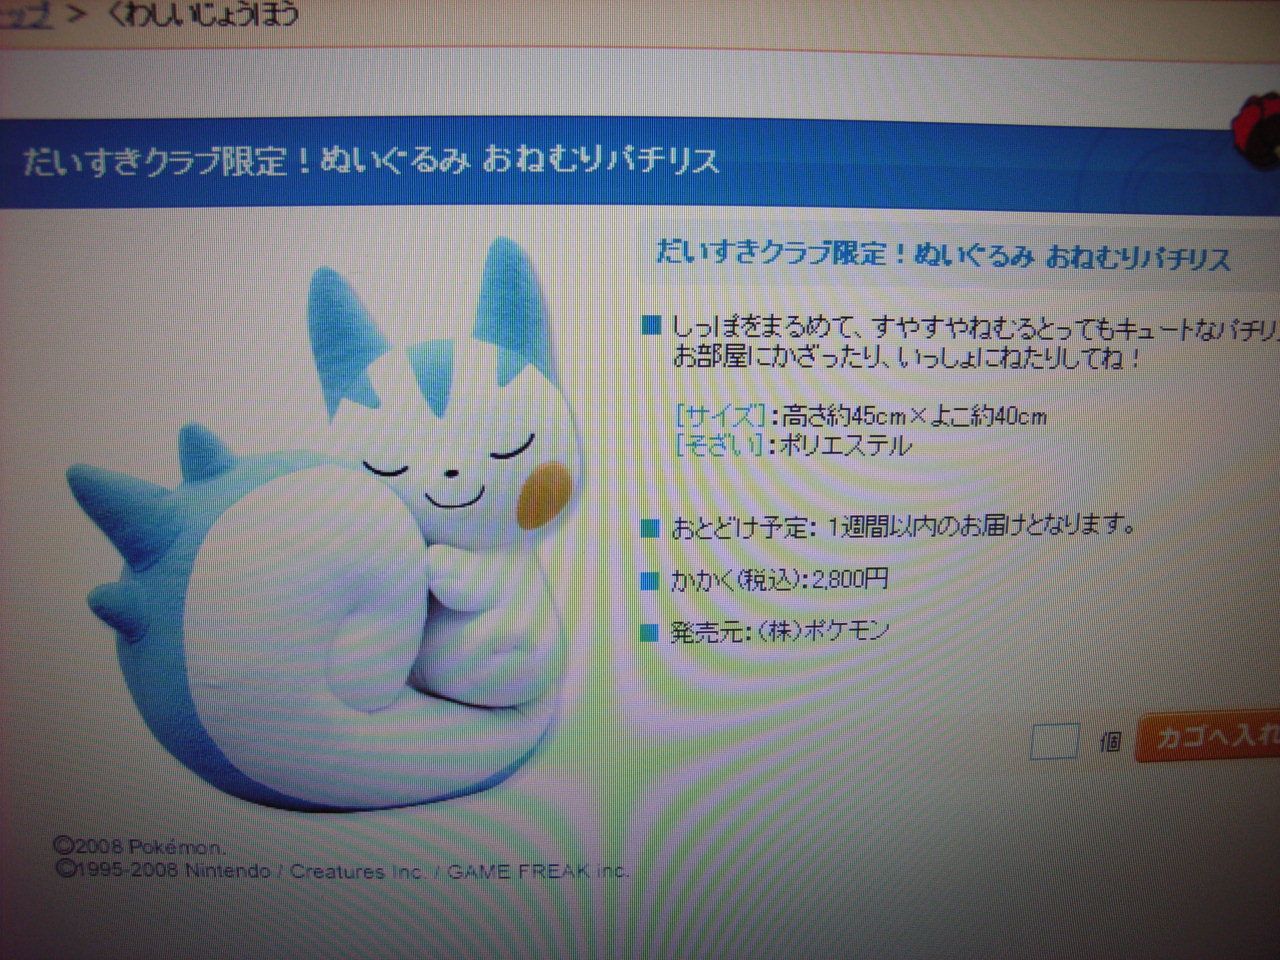 > くわしいじょうほう
だいすきクラブ限定！ぬいぐるみ おねむりパチリス
だいすきクラブ限定！ぬいぐるみ おねむりパチリス
■ しっぽをまるめて、すやすやねむるとってもキュートなパチリ
お部屋にかざったり、いっしょにねたりしてね！
[サイズ]：高さ約45cm×よこ約40cm
[そざい]：ポリエステル
■ おとどけ予定： 1週間以内のお届けとなります。
■ かかく(税込)：2,800円
■ 発売元：(株)ポケモン
個 カゴへ入れ
©2008 Pokémon.
©1995-2008 Nintendo / Creatures Inc. / GAME FREAK inc.